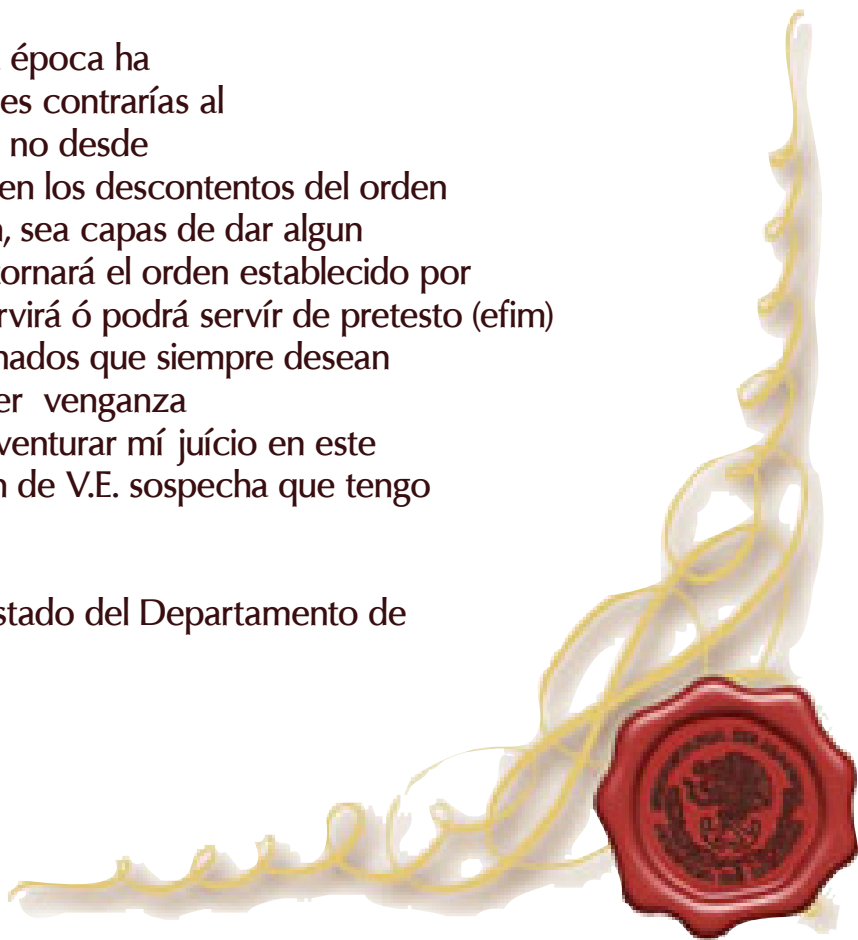 época ha
es contrarías al
no desde
en los descontentos del orden
, sea capas de dar algun
ornará el orden establecido por
rvirá ó podrá servír de pretesto (efim)
nados que siempre desean
er venganza
venturar mí juício en este
n de V.E. sospecha que tengo
stado del Departamento de